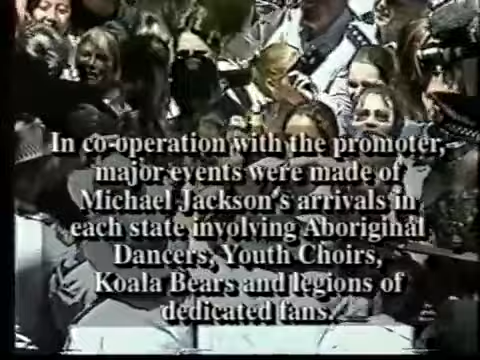 In co-operation with the promoter,
major events were made of
Michael Jackson's arrivals in
each state involving Aboriginal
Dancers, Youth Choirs,
Koala Bears and legions of
dedicated fans.